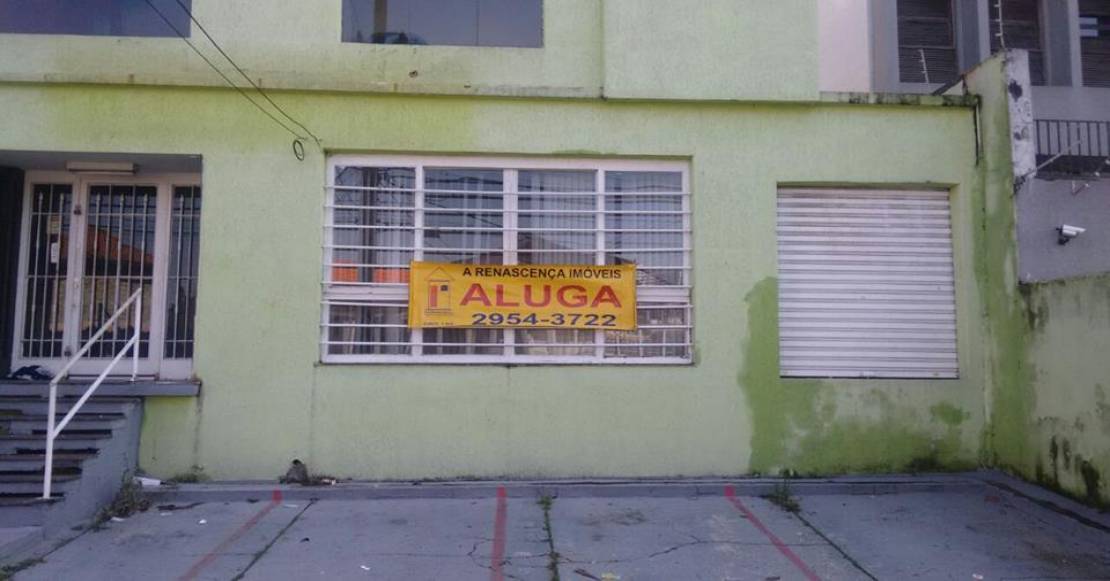 A RENASCENÇA IMÓVEIS
ALUGA
2954-3722